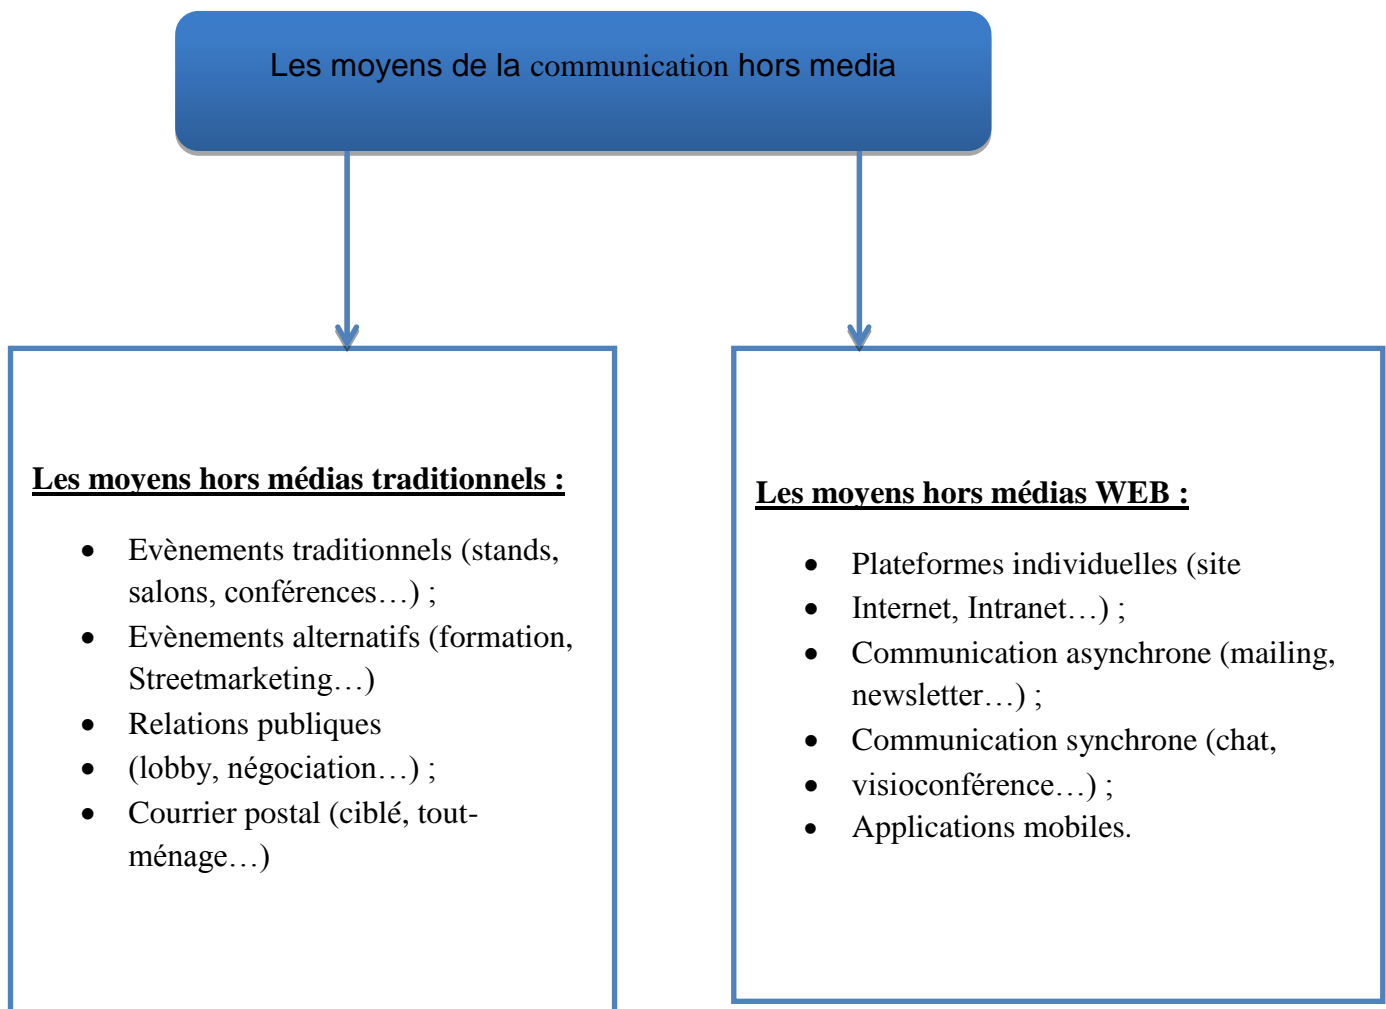 Les moyens de la communication hors media
Les moyens hors médias traditionnels :
• Evènements traditionnels (stands,
salons, conférences…) ;
• Evènements alternatifs (formation,
Streetmarketing…)
• Relations publiques
• (lobby, négociation…) ;
• Courrier postal (ciblé, tout-
ménage…)
Les moyens hors médias WEB :
• Plateformes individuelles (site
• Internet, Intranet…) ;
• Communication asynchrone (mailing,
newsletter…) ;
• Communication synchrone (chat,
• visioconférence…) ;
• Applications mobiles.